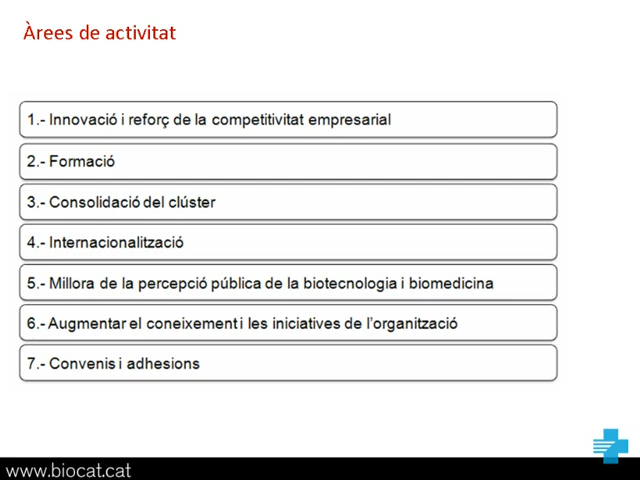 Àrees de activitat
1.- Innovació i reforç de la competitivitat empresarial
2.- Formació
3.- Consolidació del clúster
4.- Internacionalització
5.- Millora de la percepció pública de la biotecnologia i biomedicina
6.- Augmentar el coneixement i les iniciatives de l’organització
7.- Convenis i adhesions
www.biocat.cat